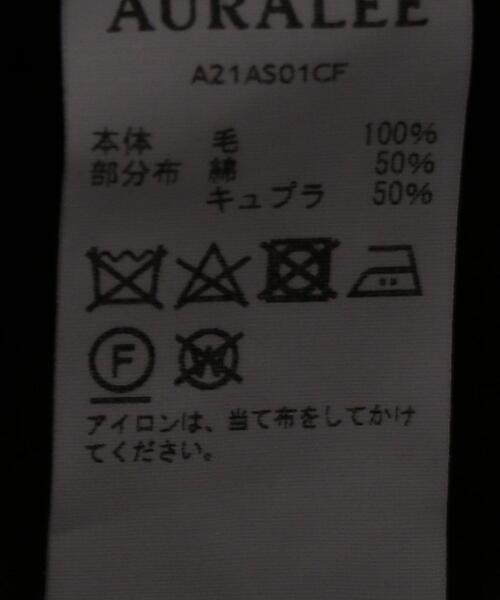 AURALEE
A21AS01CF
本体 毛 100%
部分布 綿 50%
キュプラ 50%
F W
アイロンは、当て布をしてかけ
てください。